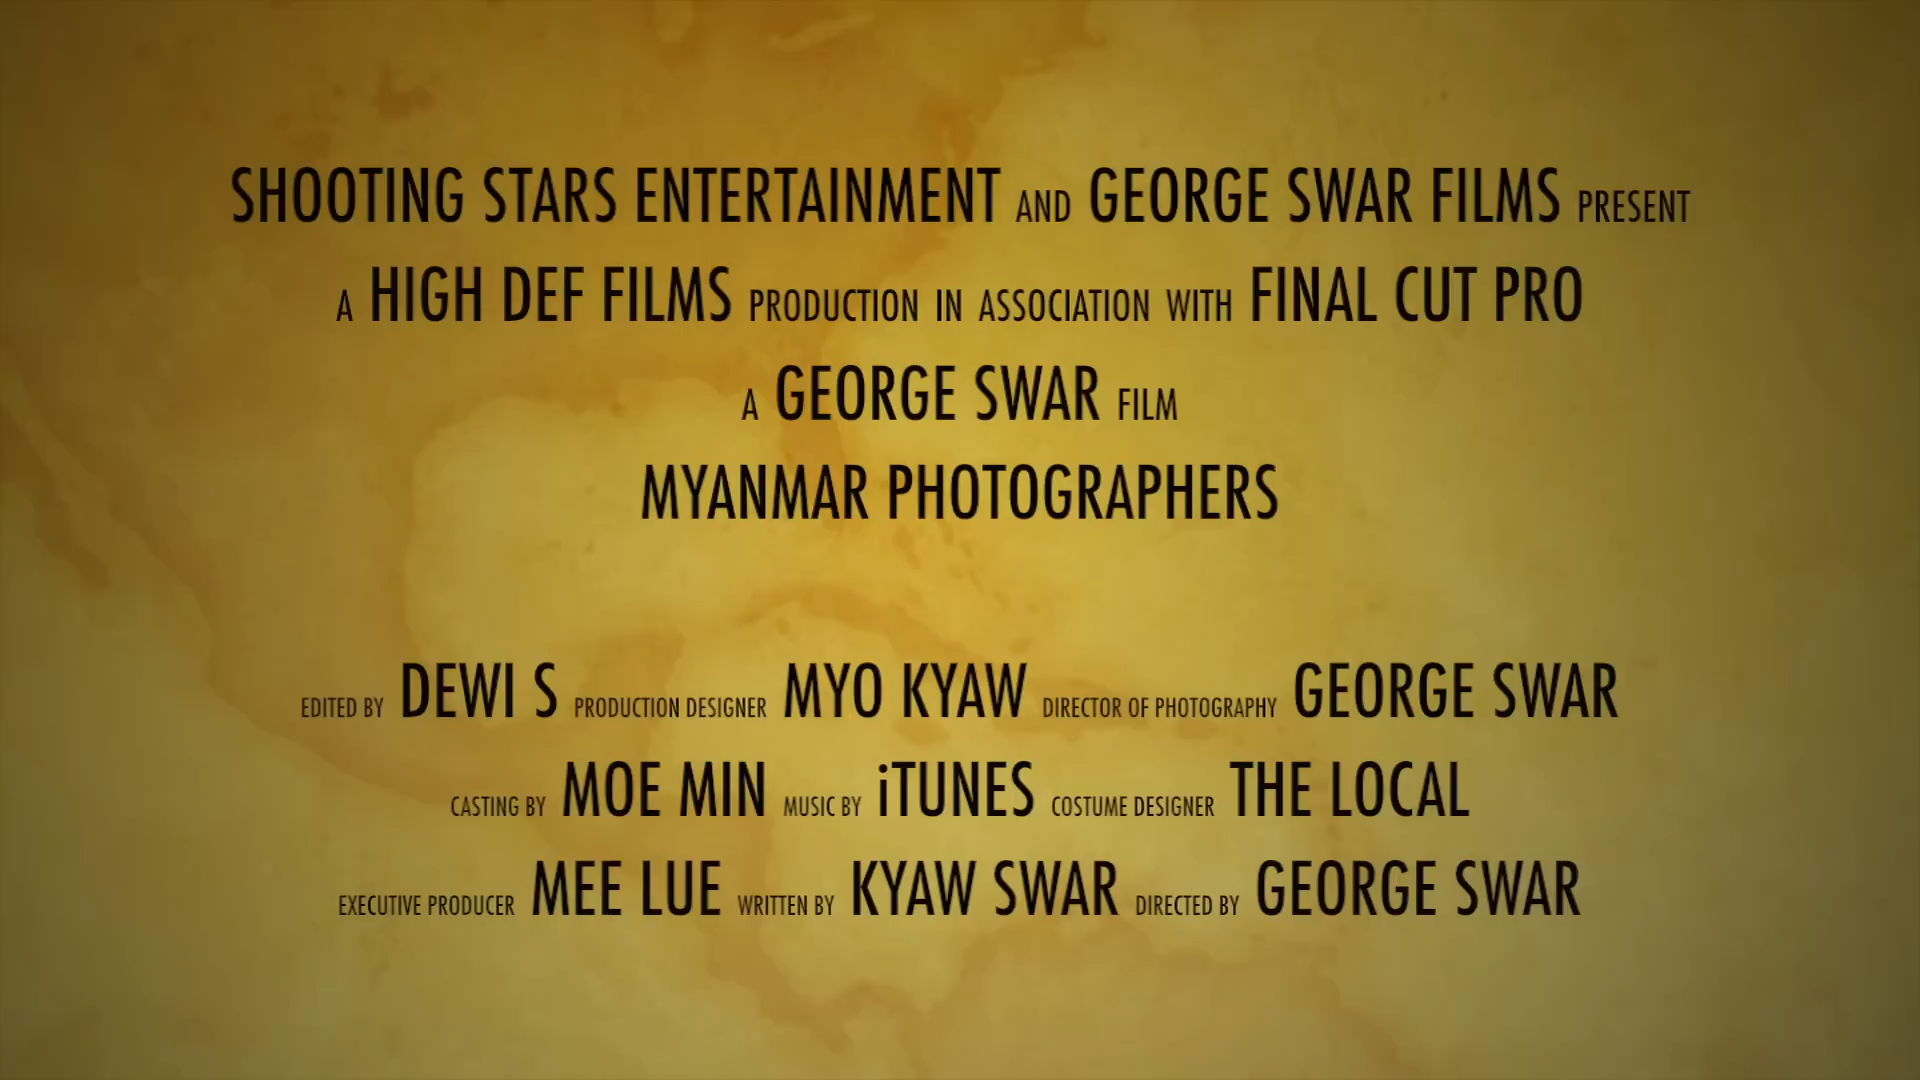 SHOOTING STARS ENTERTAINMENT AND GEORGE SWAR FILMS PRESENT
A HIGH DEF FILMS PRODUCTION IN ASSOCIATION WITH FINAL CUT PRO
A GEORGE SWAR FILM
MYANMAR PHOTOGRAPHERS
EDITED BY DEWI S PRODUCTION DESIGNER MYO KYAW DIRECTOR OF PHOTOGRAPHY GEORGE SWAR
CASTING BY MOE MIN MUSIC BY iTUNES COSTUME DESIGNER THE LOCAL
EXECUTIVE PRODUCER MEE LUE WRITTEN BY KYAW SWAR DIRECTED BY GEORGE SWAR